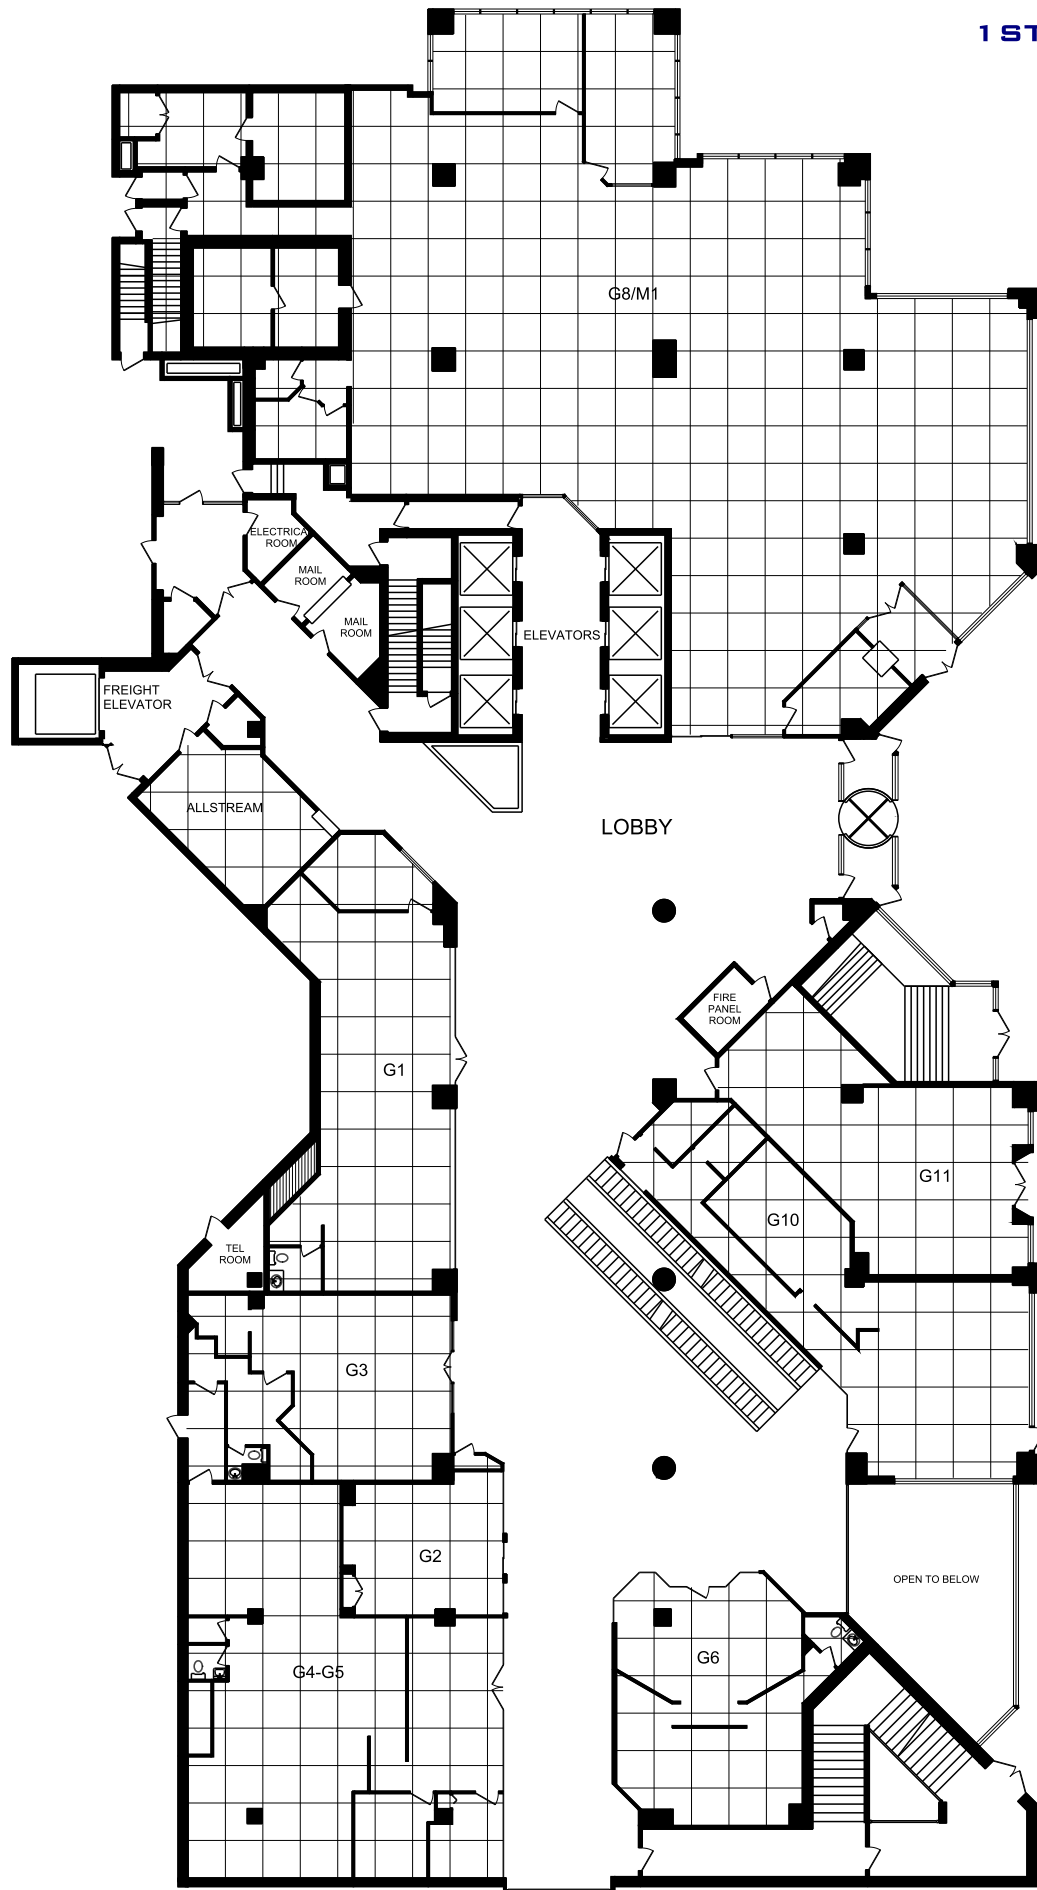 1 ST
G8/M1
ELECTRICA
ROOM
MAIL
ROOM
MAIL
ROOM
ELEVATORS
FREIGHT
ELEVATOR
ALLSTREAM
LOBBY
FIRE
PANEL
ROOM
G1
G11
G10
TEL
ROOM
G3
G2
OPEN TO BELOW
G6
G4-G5